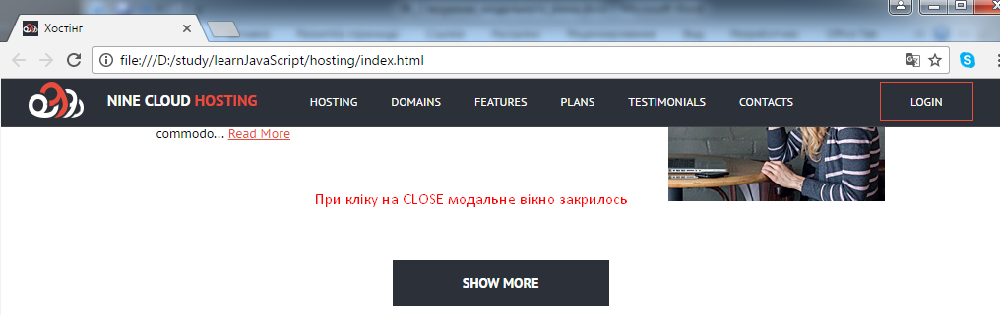 Хостінг
file:///D:/study/learnJavaScript/hosting/index.html
NINE CLOUD HOSTING HOSTING DOMAINS FEATURES PLANS TESTIMONIALS CONTACTS LOGIN
commodo... Read More
При кліку на CLOSE модальне вікно закрилось
SHOW MORE